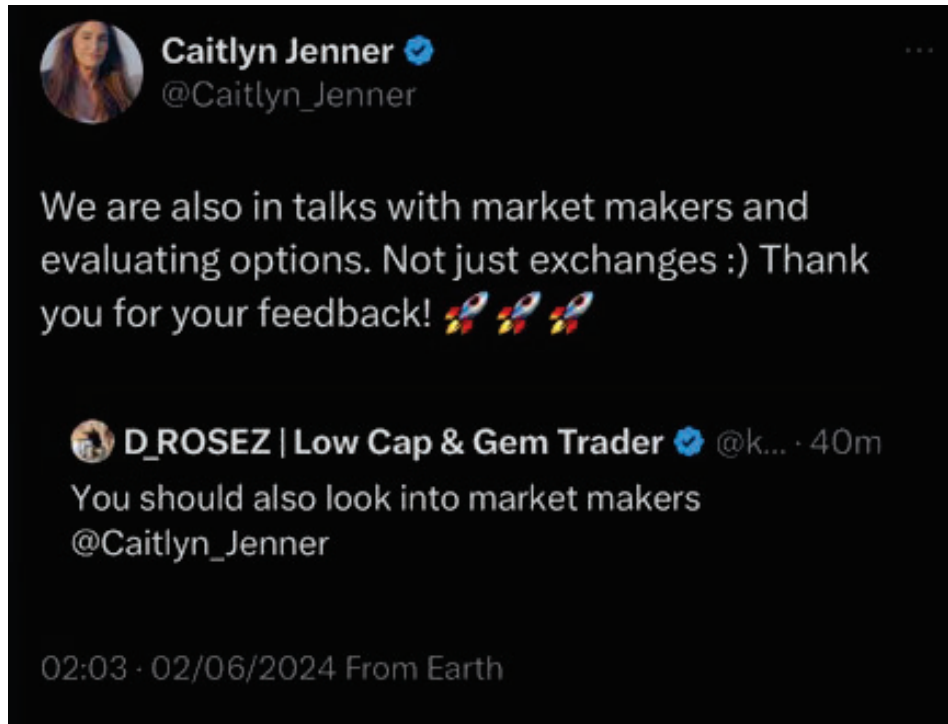 Caitlyn Jenner
@Caitlyn_Jenner
We are also in talks with market makers and
evaluating options. Not just exchanges :) Thank
you for your feedback! 🚀 🚀 🚀
D_ROSEZ | Low Cap & Gem Trader @k... · 40m
You should also look into market makers
@Caitlyn_Jenner
02:03 · 02/06/2024 From Earth